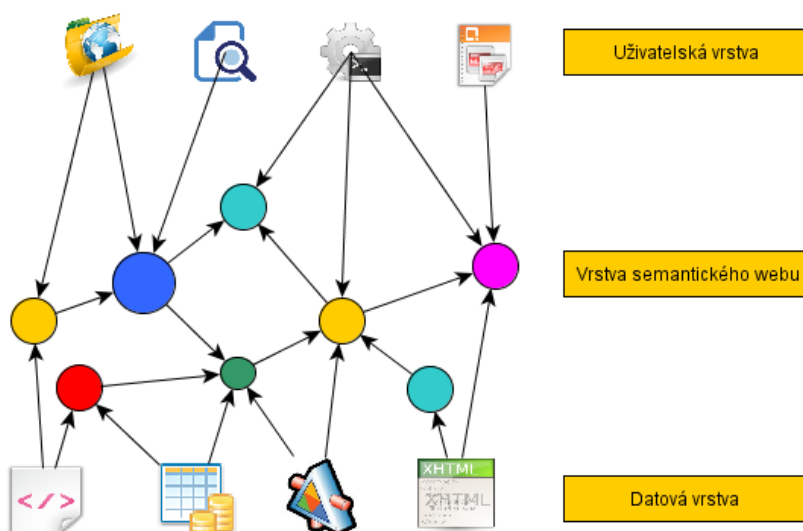 Uživatelská vrstva
Vrstva semantického webu
</>
XHTML
XHTML
Datová vrstva